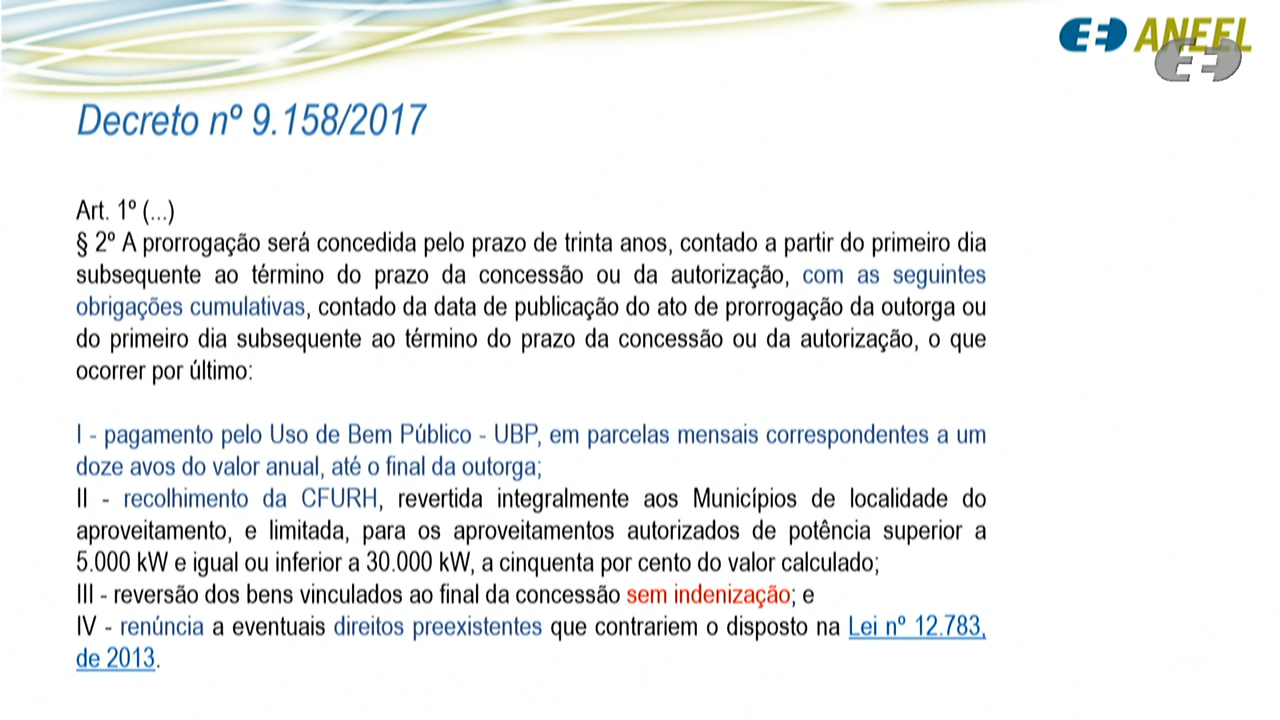 ANEEL
Decreto nº 9.158/2017
Art. 1º (...)
§ 2º A prorrogação será concedida pelo prazo de trinta anos, contado a partir do primeiro dia
subsequente ao término do prazo da concessão ou da autorização, com as seguintes
obrigações cumulativas, contado da data de publicação do ato de prorrogação da outorga ou
do primeiro dia subsequente ao término do prazo da concessão ou da autorização, o que
ocorrer por último:
I - pagamento pelo Uso de Bem Público - UBP, em parcelas mensais correspondentes a um
doze avos do valor anual, até o final da outorga;
II - recolhimento da CFURH, revertida integralmente aos Municípios de localidade do
aproveitamento, e limitada, para os aproveitamentos autorizados de potência superior a
5.000 kW e igual ou inferior a 30.000 kW, a cinquenta por cento do valor calculado;
III - reversão dos bens vinculados ao final da concessão sem indenização; e
IV - renúncia a eventuais direitos preexistentes que contrariem o disposto na Lei nº 12.783,
de 2013.